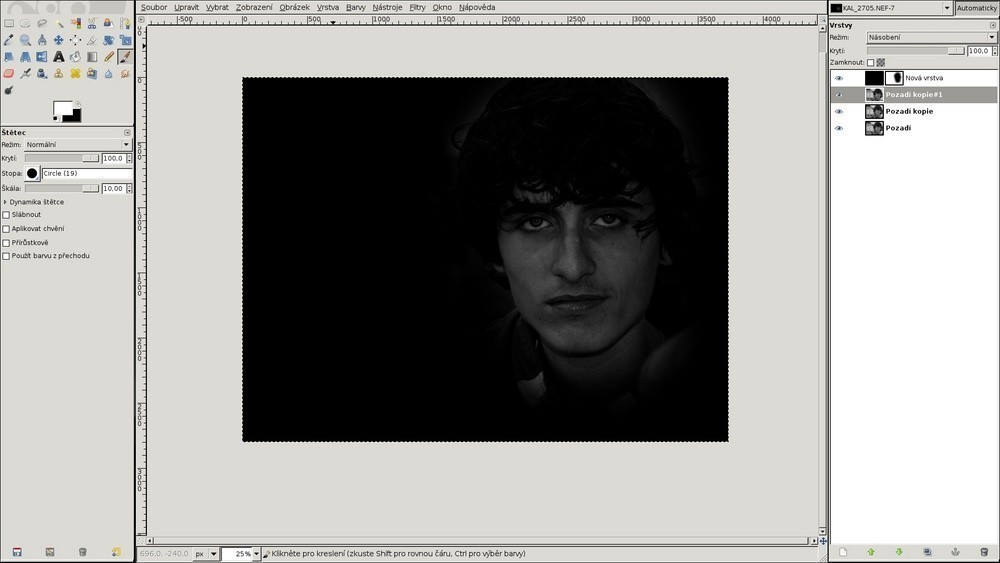 Soubor Upravit Vybrat Zobrazení Obrázek Vrstva Barvy Nástroje Filtry Okno Nápověda
KAL_2705.NEF-7 Automaticky
-500 0 500 1000 1500 2000 2500 3000 3500 4000
Vrstvy
Režim: Násobení
Krytí: 100,0
Zamknout:
Nová vrstva
Pozadí kopie#1
Pozadí kopie
Pozadí
Štětec
Režim: Normální
Krytí: 100,0
Stopa: Circle (19)
Škála: 10,00
Dynamika štětce
Slábnout
Aplikovat chvění
Přírůstkově
Použít barvu z přechodu
696,0, -240,0 px 25% Klikněte pro kreslení (zkuste Shift pro rovnou čáru, Ctrl pro výběr barvy)